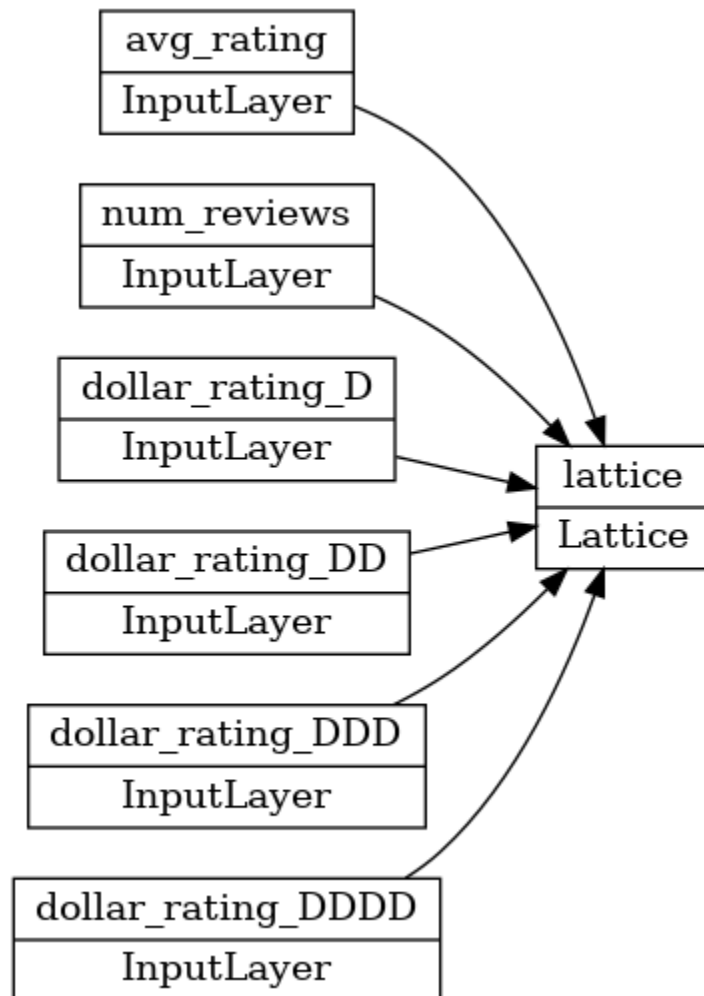 avg_rating
InputLayer
num_reviews
InputLayer
dollar_rating_D
InputLayer
lattice
Lattice
dollar_rating_DD
InputLayer
dollar_rating_DDD
InputLayer
dollar_rating_DDDD
InputLayer